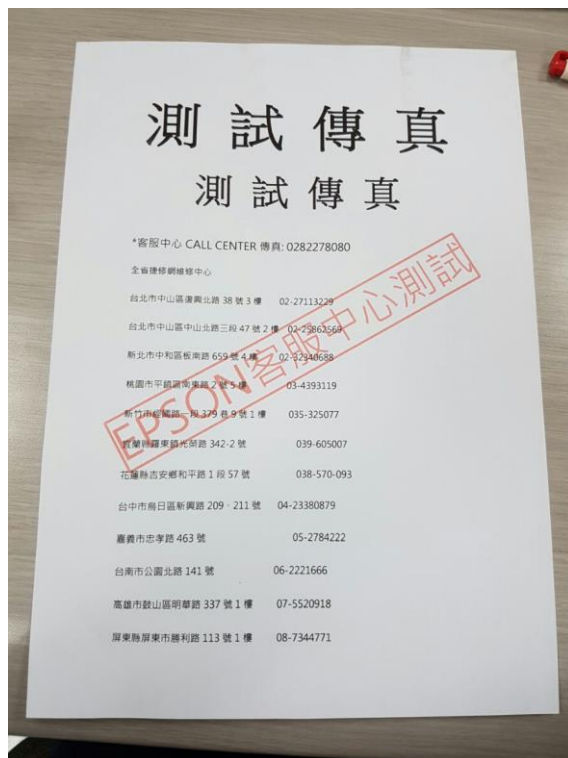 測試傳真
測試傳真
*客服中心 CALL CENTER 傳真: 0282278080
全省捷修網維修中心
台北市中山區復興北路 38 號 3 樓 02-27113229
台北市中山區中山北路三段 47 號 2 樓 02-25862569
新北市中和區板南路 659 號 4 樓 02-32340688
桃園市平鎮區南東路 2 號 5 樓 03-4393119
新竹市經國路一段 379 巷 9 號 1 樓 035-325077
宜蘭縣羅東鎮光榮路 342-2 號 039-605007
花蓮縣吉安鄉和平路 1 段 57 號 038-570-093
台中市烏日區新興路 209、211 號 04-23380879
嘉義市忠孝路 463 號 05-2784222
台南市公園北路 141 號 06-2221666
高雄市鼓山區明華路 337 號 1 樓 07-5520918
屏東縣屏東市勝利路 113 號 1 樓 08-7344771
EPSON客服中心測試